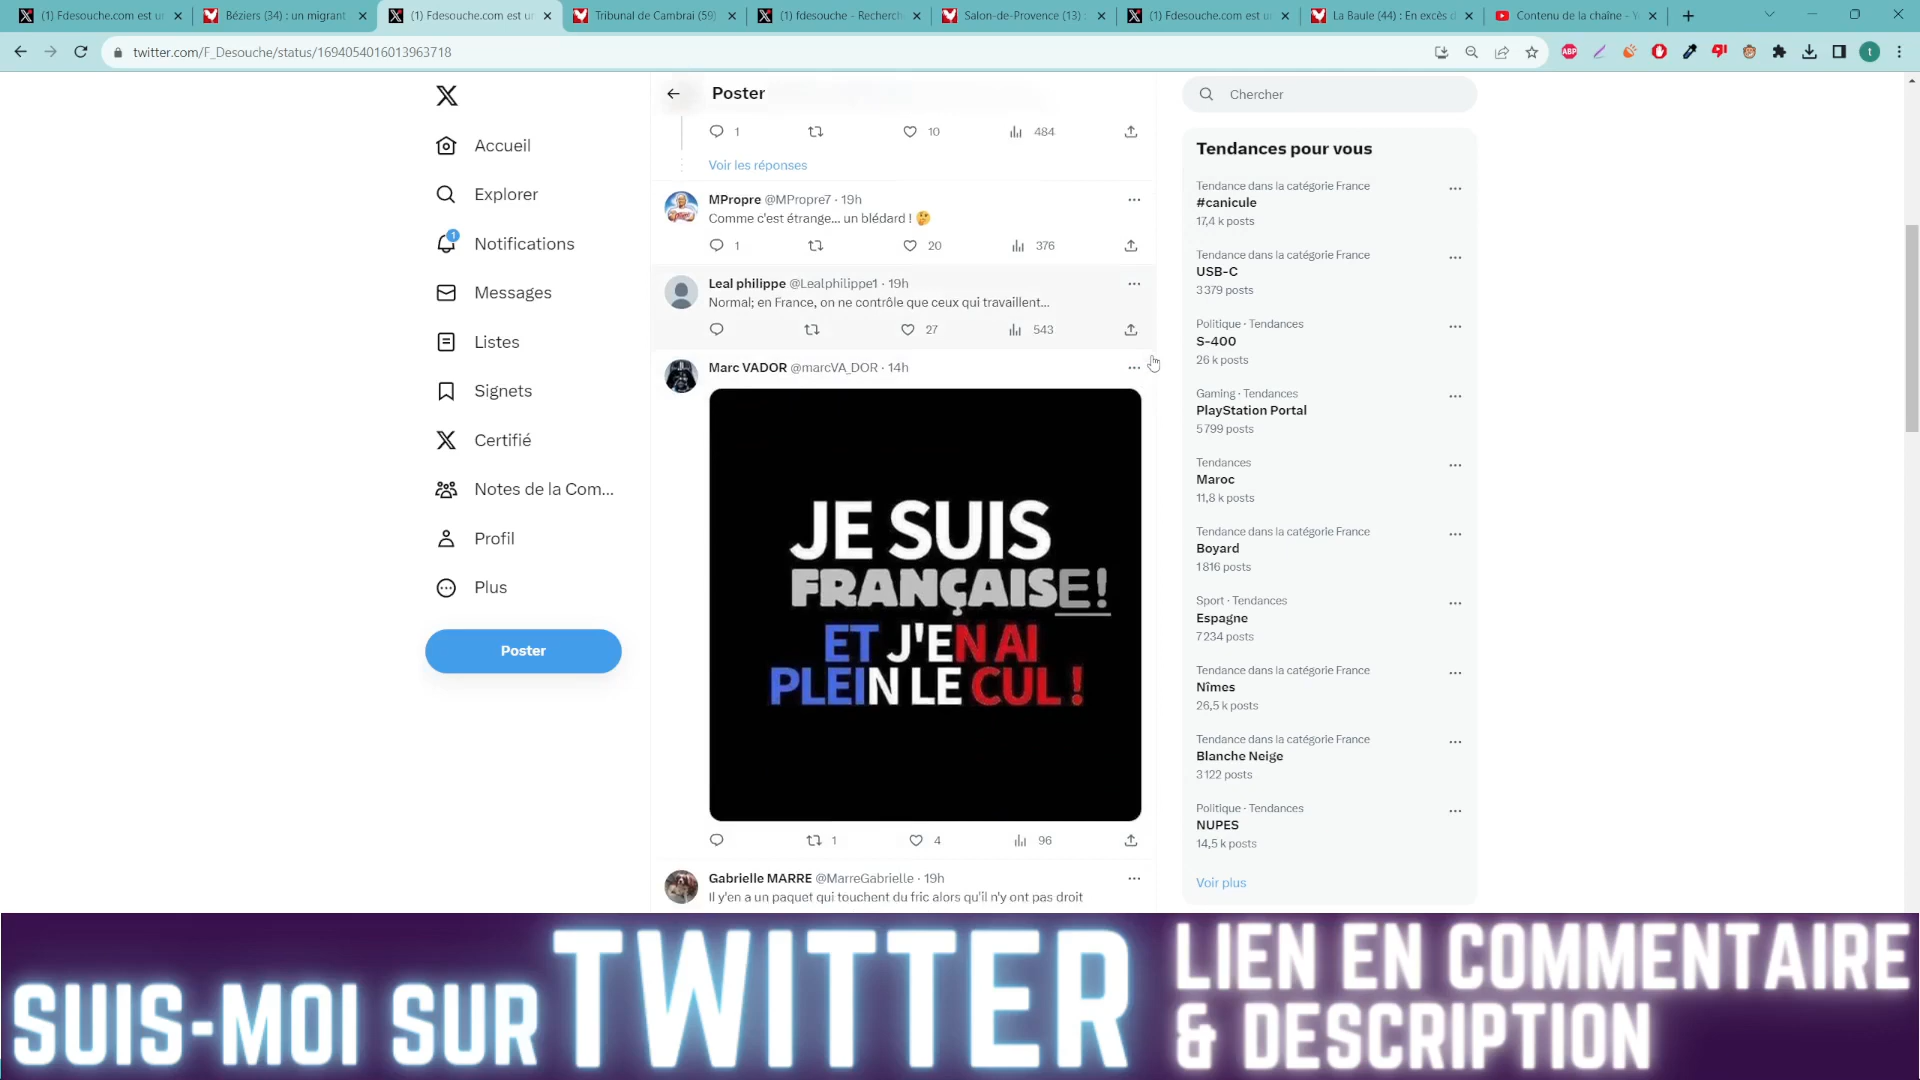 (1) Fdesouche.com est un
Béziers (34) : un migrant
(1) Fdesouche.com est un
Tribunal de Cambrai (59)
(1) fdesouche - Recherch
Salon-de-Provence (13) :
(1) Fdesouche.com est un
La Baule (44) : En excès d
Contenu de la chaîne - Y
twitter.com/F_Desouche/status/1694054016013963718
ABP
t
Accueil
Explorer
1
Notifications
Messages
Listes
Signets
Certifié
Notes de la Com...
Profil
Plus
Poster
Poster
1 10 484
Voir les réponses
MPropre @MPropre7 · 19h
Comme c'est étrange... un blédard ! 🤔
1 20 376
Leal philippe @Lealphilippe1 · 19h
Normal; en France, on ne contrôle que ceux qui travaillent...
27 543
Marc VADOR @marcVA_DOR · 14h
JE SUIS
FRANÇAISE!
ET J'EN AI
PLEIN LE CUL !
1 4 96
Gabrielle MARRE @MarreGabrielle · 19h
Il y'en a un paquet qui touchent du fric alors qu'il n'y ont pas droit
Chercher
Tendances pour vous
Tendance dans la catégorie France
#canicule
17,4 k posts
Tendance dans la catégorie France
USB-C
3 379 posts
Politique · Tendances
S-400
26 k posts
Gaming · Tendances
PlayStation Portal
5 799 posts
Tendances
Maroc
11,8 k posts
Tendance dans la catégorie France
Boyard
1 816 posts
Sport · Tendances
Espagne
7 234 posts
Tendance dans la catégorie France
Nîmes
26,5 k posts
Tendance dans la catégorie France
Blanche Neige
3 122 posts
Politique · Tendances
NUPES
14,5 k posts
Voir plus
SUIS-MOI SUR TWITTER
LIEN EN COMMENTAIRE
& DESCRIPTION